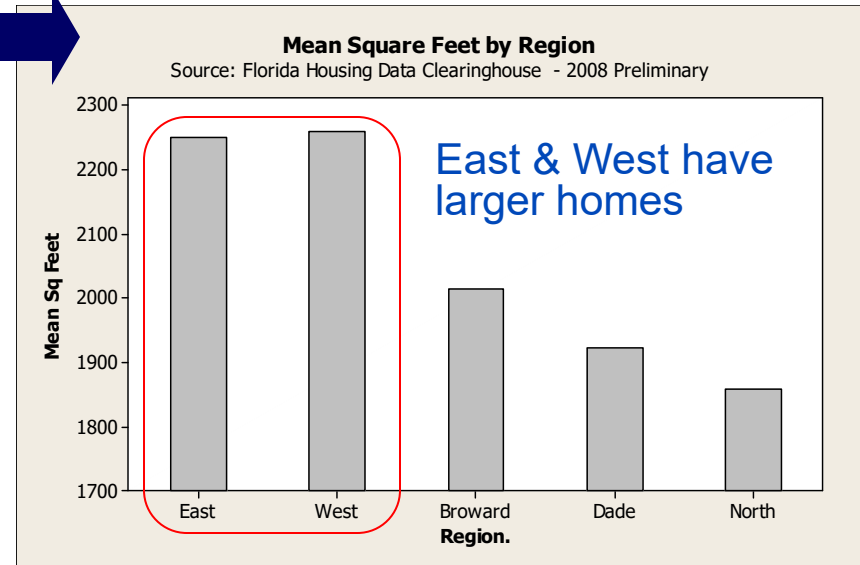 Mean Square Feet by Region
Source: Florida Housing Data Clearinghouse - 2008 Preliminary
2300
2200
2100
2000
1900
1800
1700
Mean Sq Feet
East & West have
larger homes
East West Broward Dade North
Region.